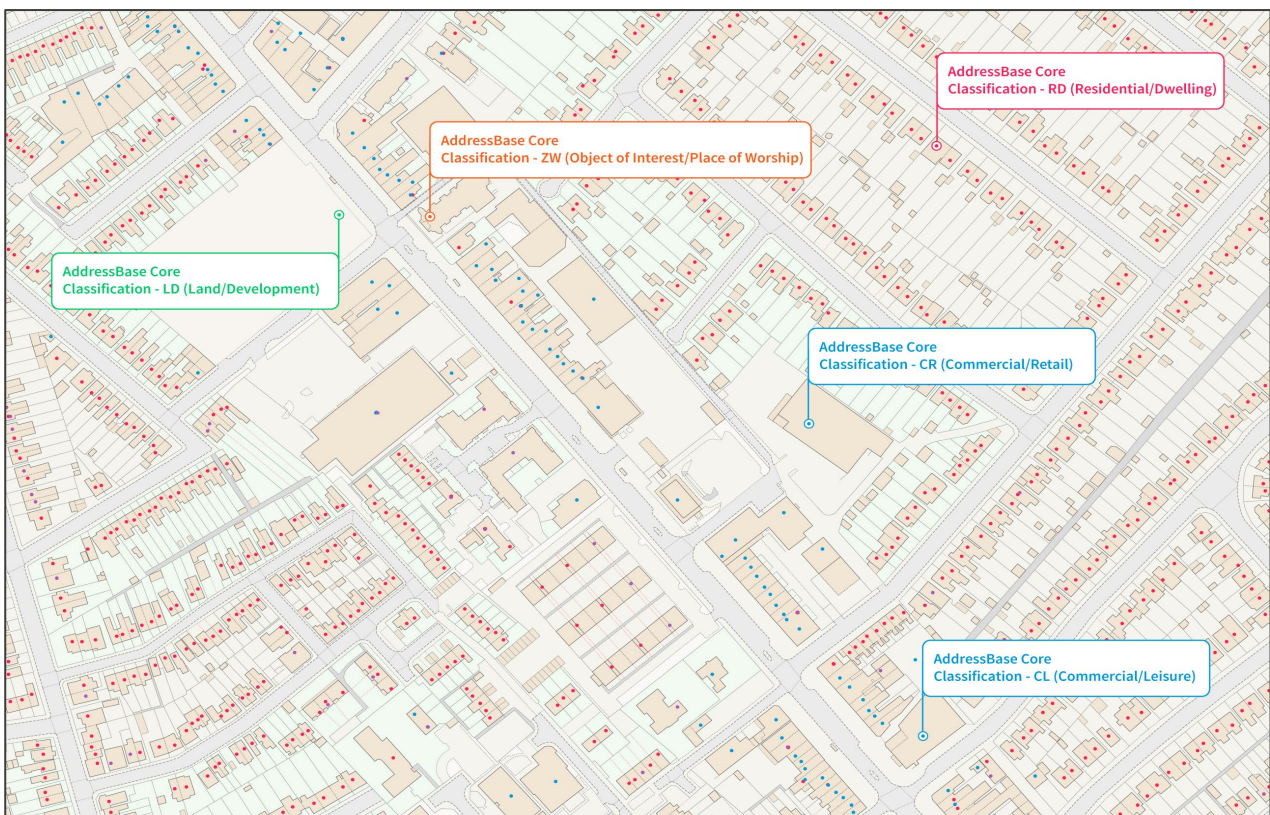 AddressBase Core
Classification - RD (Residential/Dwelling)
AddressBase Core
Classification - ZW (Object of Interest/Place of Worship)
AddressBase Core
Classification - LD (Land/Development)
AddressBase Core
Classification - CR (Commercial/Retail)
AddressBase Core
Classification - CL (Commercial/Leisure)